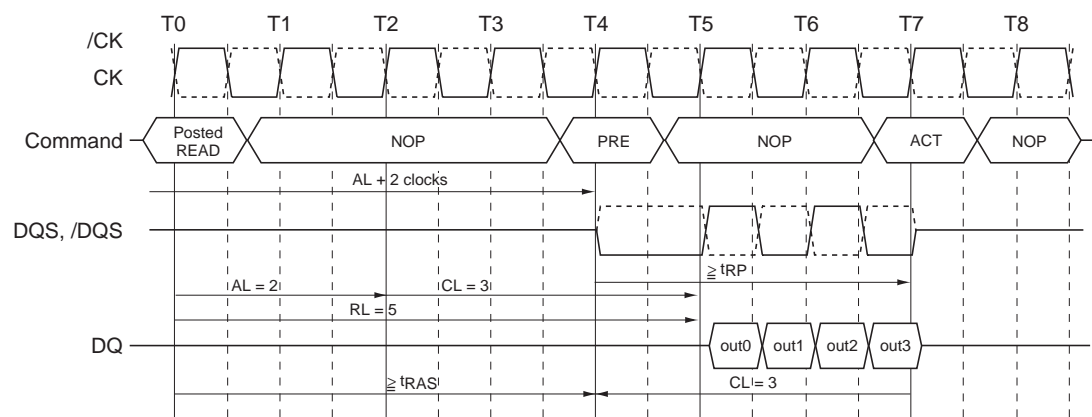 T0 T1 T2 T3 T4 T5 T6 T7 T8
/CK
CK
Command Posted READ NOP PRE NOP ACT NOP
AL + 2 clocks
DQS, /DQS
≧ tRP
AL = 2 CL = 3
RL = 5
DQ out0 out1 out2 out3
≧ tRAS CL = 3